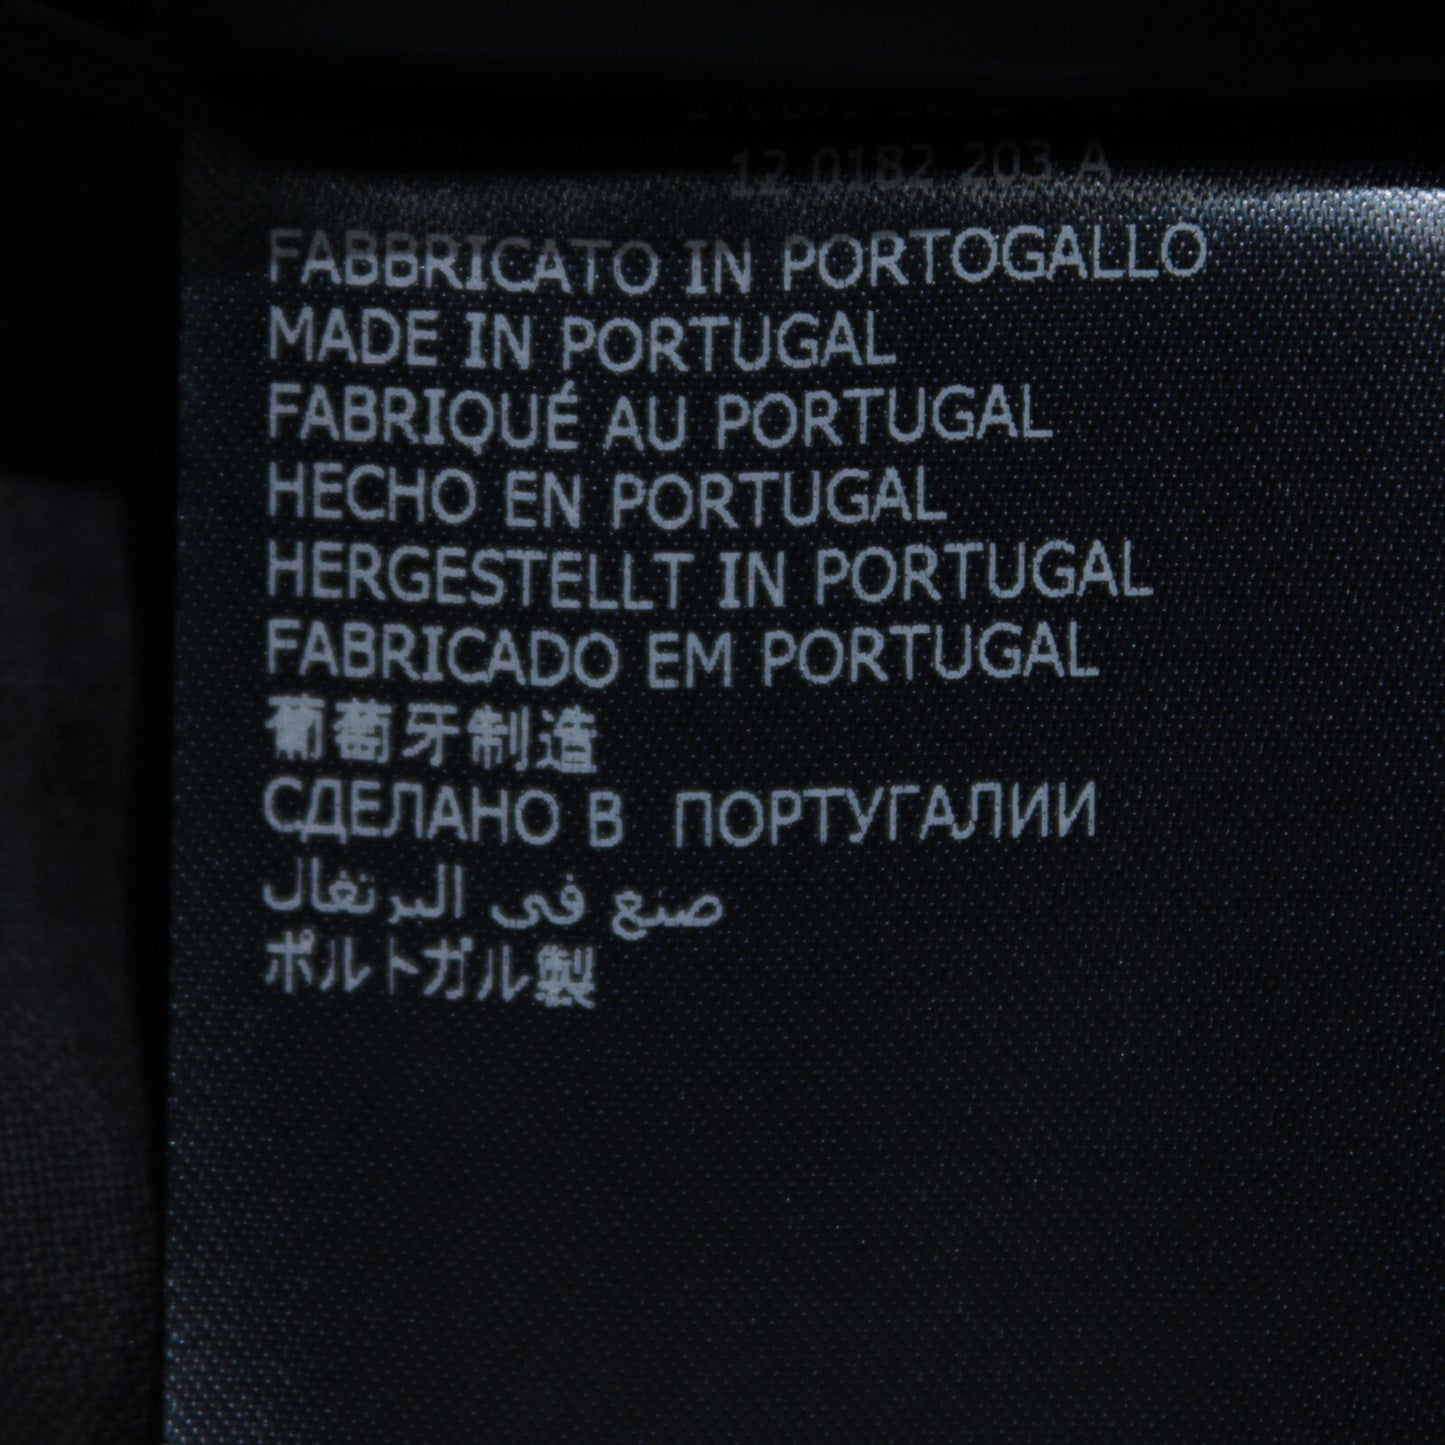 12 0182 203 A
FABBRICATO IN PORTOGALLO
MADE IN PORTUGAL
FABRIQUÉ AU PORTUGAL
HECHO EN PORTUGAL
HERGESTELLT IN PORTUGAL
FABRICADO EM PORTUGAL
葡萄牙制造
СДЕЛАНО В ПОРТУГАЛИИ
صنع في البرتغال
ポルトガル製